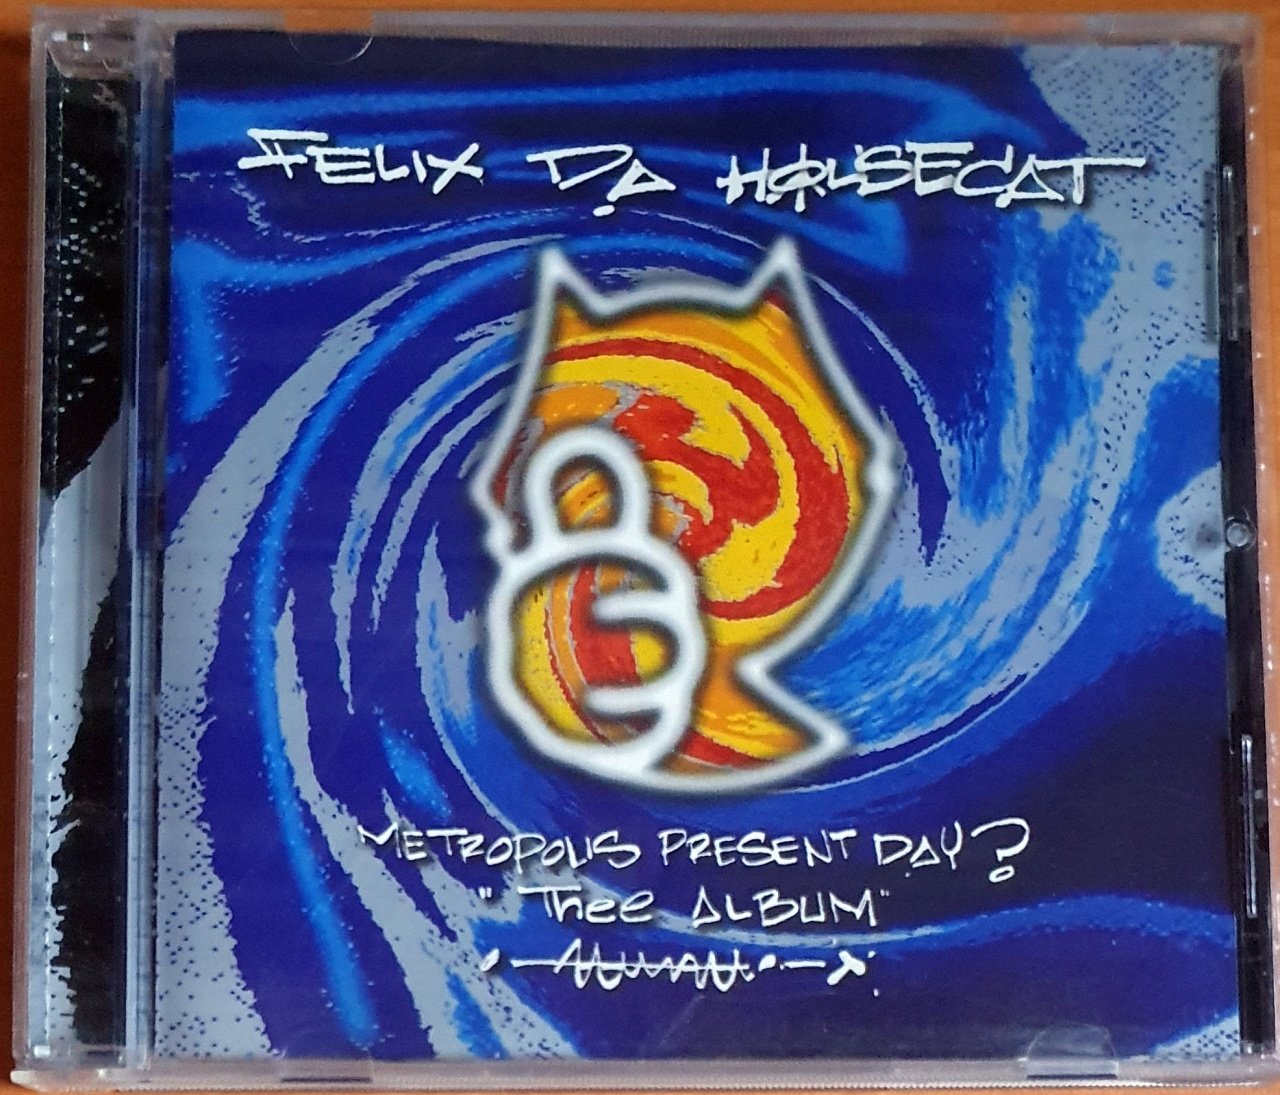 FELIX DA HOUSECAT
METROPOLIS PRESENT DAY?
"Thee ALBUM"